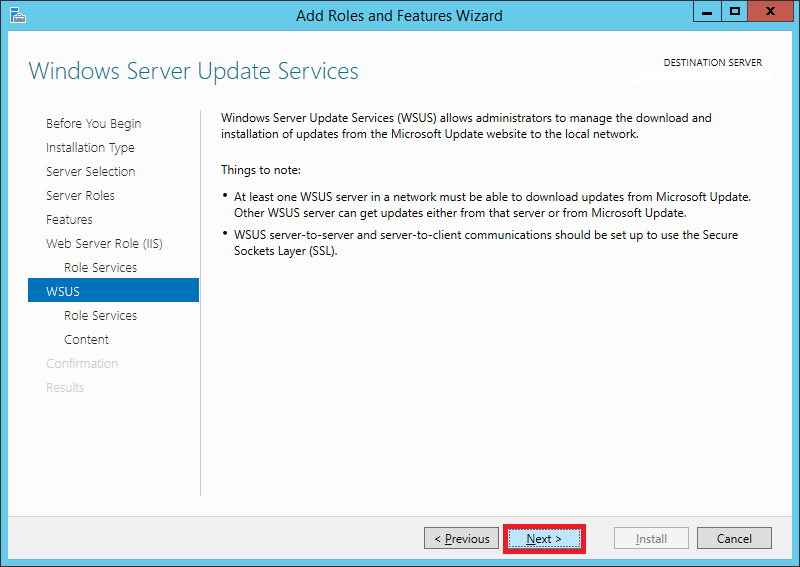 Add Roles and Features Wizard
X
Windows Server Update Services
DESTINATION SERVER
Before You Begin
Installation Type
Server Selection
Server Roles
Features
Web Server Role (IIS)
Role Services
WSUS
Role Services
Content
Confirmation
Results
Windows Server Update Services (WSUS) allows administrators to manage the download and
installation of updates from the Microsoft Update website to the local network.
Things to note:
• At least one WSUS server in a network must be able to download updates from Microsoft Update.
Other WSUS server can get updates either from that server or from Microsoft Update.
• WSUS server-to-server and server-to-client communications should be set up to use the Secure
Sockets Layer (SSL).
< Previous
Next >
Install
Cancel